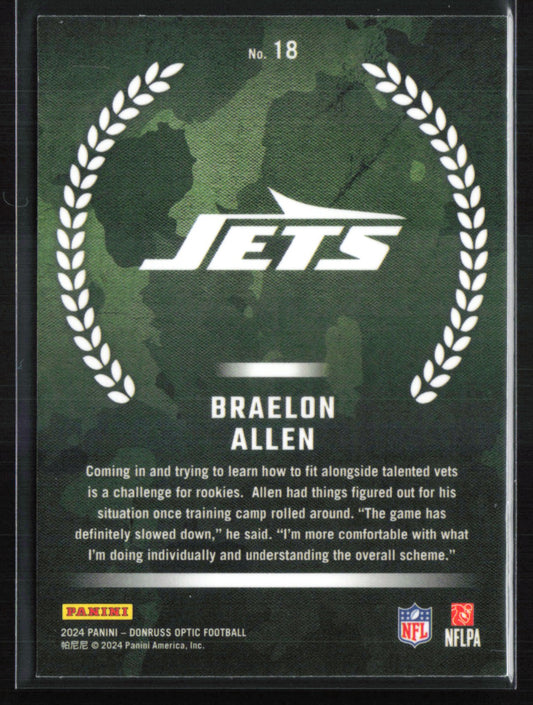 No. 18
JETS
BRAELON
ALLEN
Coming in and trying to learn how to fit alongside talented vets
is a challenge for rookies. Allen had things figured out for his
situation once training camp rolled around. “The game has
definitely slowed down,” he said. “I’m more comfortable with what
I’m doing individually and understanding the overall scheme.”
PANINI
2024 PANINI – DONRUSS OPTIC FOOTBALL
帕尼尼 © 2024 Panini America, Inc.
NFL
NFLPA